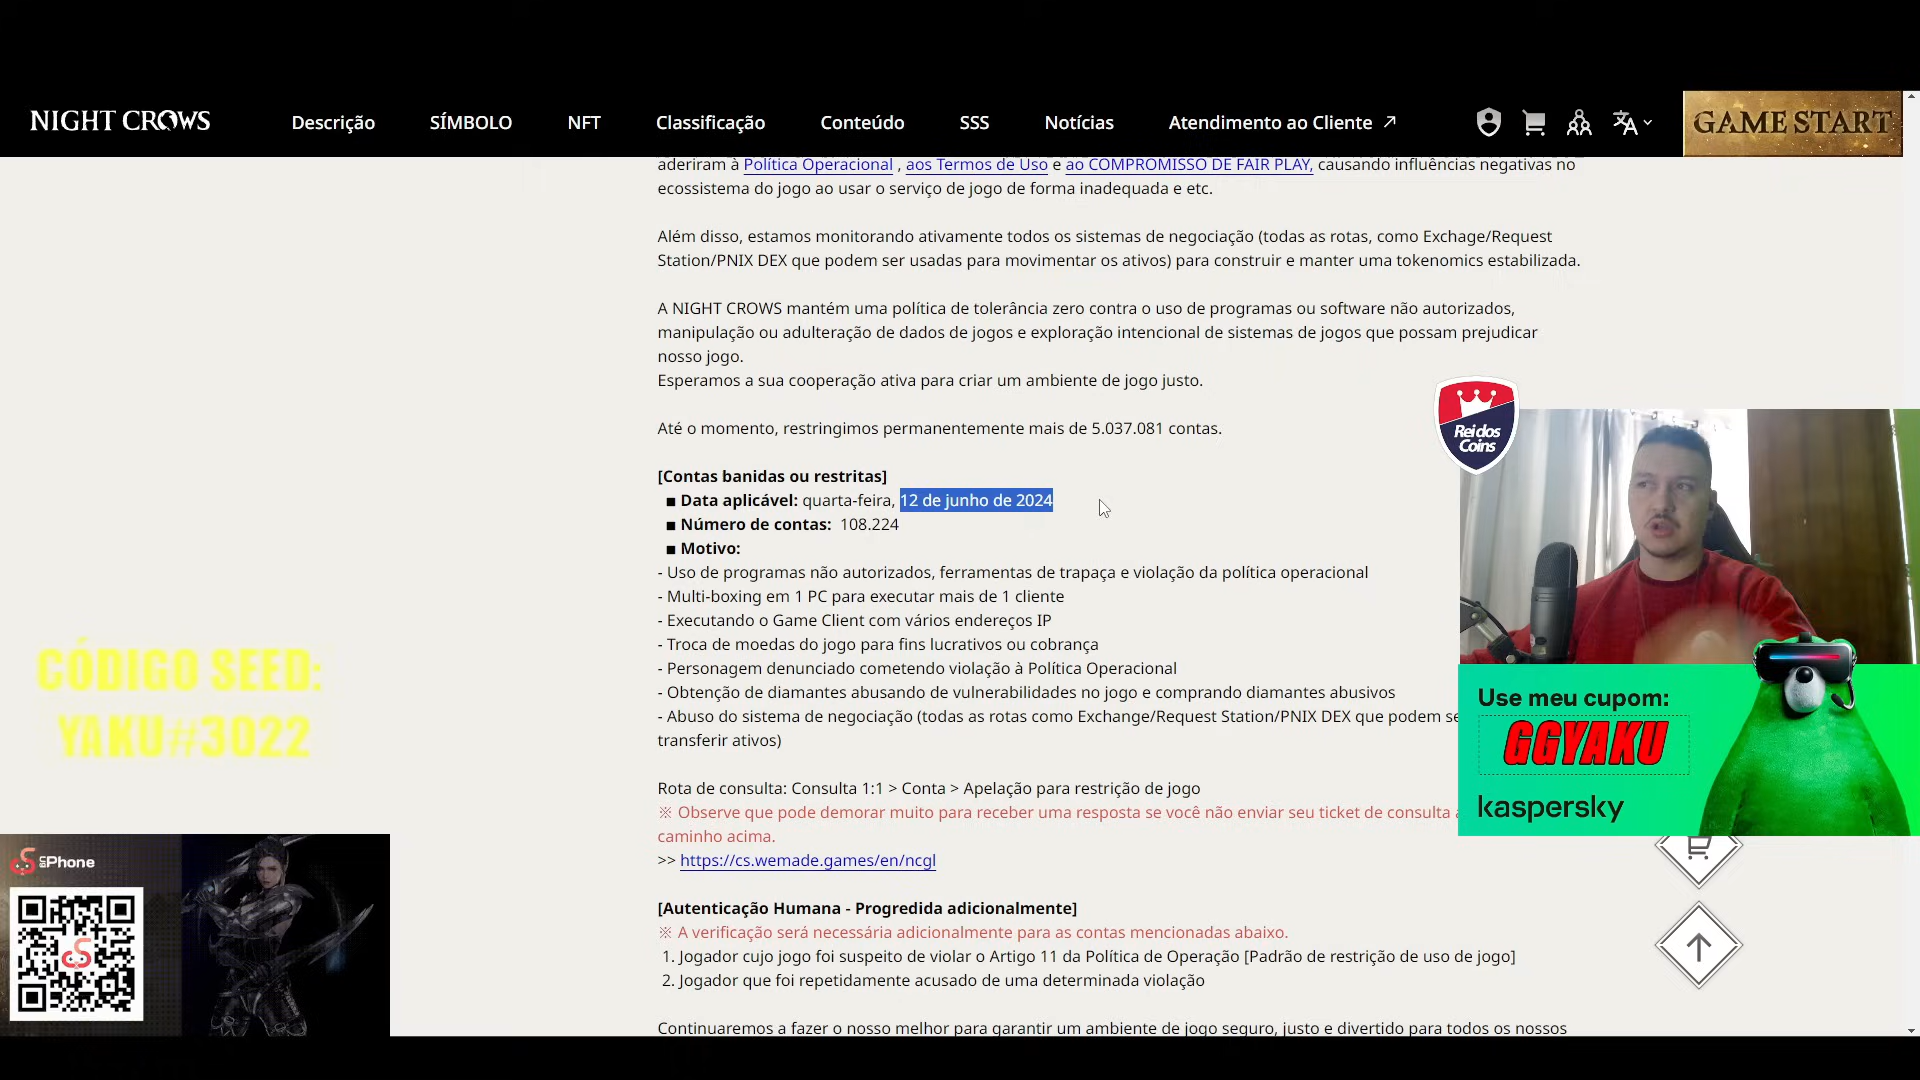 NIGHT CROWS
Descrição
SÍMBOLO
NFT
Classificação
Conteúdo
SSS
Notícias
Atendimento ao Cliente
GAME START
aderiram à Política Operacional , aos Termos de Uso e ao COMPROMISSO DE FAIR PLAY, causando influências negativas no
ecossistema do jogo ao usar o serviço de jogo de forma inadequada e etc.
Além disso, estamos monitorando ativamente todos os sistemas de negociação (todas as rotas, como Exchage/Request
Station/PNIX DEX que podem ser usadas para movimentar os ativos) para construir e manter uma tokenomics estabilizada.
A NIGHT CROWS mantém uma política de tolerância zero contra o uso de programas ou software não autorizados,
manipulação ou adulteração de dados de jogos e exploração intencional de sistemas de jogos que possam prejudicar
nosso jogo.
Esperamos a sua cooperação ativa para criar um ambiente de jogo justo.
Até o momento, restringimos permanentemente mais de 5.037.081 contas.
[Contas banidas ou restritas]
■ Data aplicável: quarta-feira, 12 de junho de 2024
■ Número de contas: 108.224
■ Motivo:
- Uso de programas não autorizados, ferramentas de trapaça e violação da política operacional
- Multi-boxing em 1 PC para executar mais de 1 cliente
- Executando o Game Client com vários endereços IP
- Troca de moedas do jogo para fins lucrativos ou cobrança
- Personagem denunciado cometendo violação à Política Operacional
- Obtenção de diamantes abusando de vulnerabilidades no jogo e comprando diamantes abusivos
- Abuso do sistema de negociação (todas as rotas como Exchange/Request Station/PNIX DEX que podem se
transferir ativos)
Rota de consulta: Consulta 1:1 > Conta > Apelação para restrição de jogo
※ Observe que pode demorar muito para receber uma resposta se você não enviar seu ticket de consulta
caminho acima.
>> https://cs.wemade.games/en/ncgl
[Autenticação Humana - Progredida adicionalmente]
※ A verificação será necessária adicionalmente para as contas mencionadas abaixo.
1. Jogador cujo jogo foi suspeito de violar o Artigo 11 da Política de Operação [Padrão de restrição de uso de jogo]
2. Jogador que foi repetidamente acusado de uma determinada violação
Continuaremos a fazer o nosso melhor para garantir um ambiente de jogo seguro, justo e divertido para todos os nossos
Rei dos
Coins
Use meu cupom:
GGYAKU
kaspersky
CÓDIGO SEED:
YAKU#3022
Phone